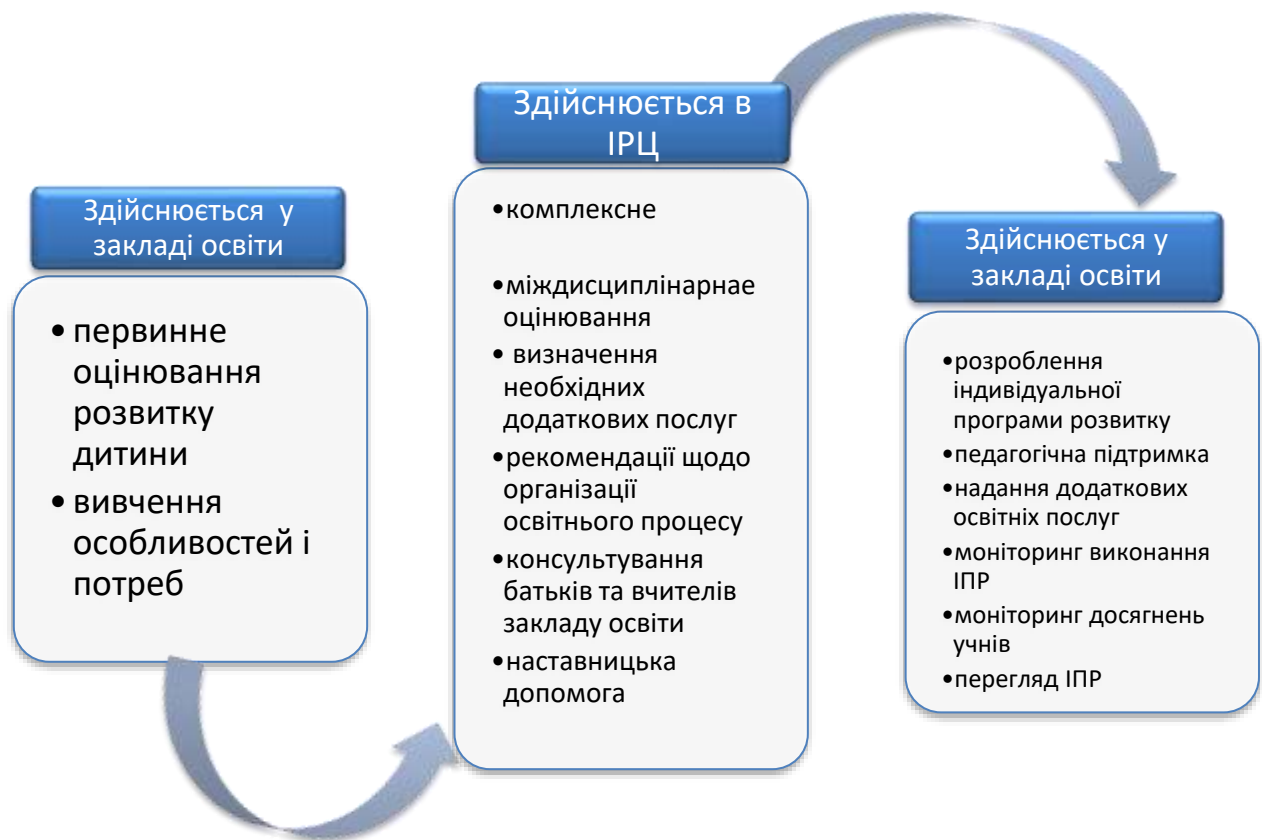 Здійснюється у
закладі освіти
• первинне
оцінювання
розвитку
дитини
• вивчення
особливостей і
потреб
Здійснюється в
ІРЦ
•комплексне
•міждисциплінарнае
оцінювання
• визначення
необхідних
додаткових послуг
•рекомендації щодо
організації
освітнього процесу
•консультування
батьків та вчителів
закладу освіти
•наставницька
допомога
Здійснюється у
закладі освіти
•розроблення
індивідуальної
програми розвитку
•педагогічна підтримка
•надання додаткових
освітніх послуг
•моніторинг виконання
ІПР
•моніторинг досягнень
учнів
•перегляд ІПР